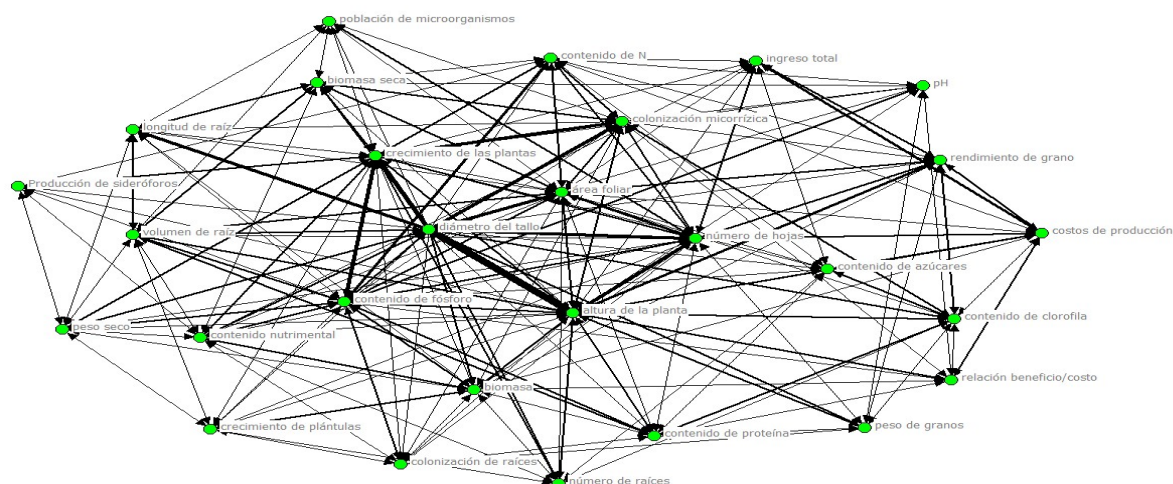 población de microorganismos
contenido de N
ingreso total
biomasa seca
pH
colonización micorrízica
longitud de raíz
crecimiento de las plantas
rendimiento de grano
Producción de sideróforos
área foliar
volumen de raíz
diámetro del tallo
número de hojas
costos de producción
contenido de azúcares
contenido de fósforo
altura de la planta
contenido de clorofila
peso seco
contenido nutrimental
relación beneficio/costo
biomasa
crecimiento de plántulas
contenido de proteína
peso de granos
colonización de raíces
número de raíces